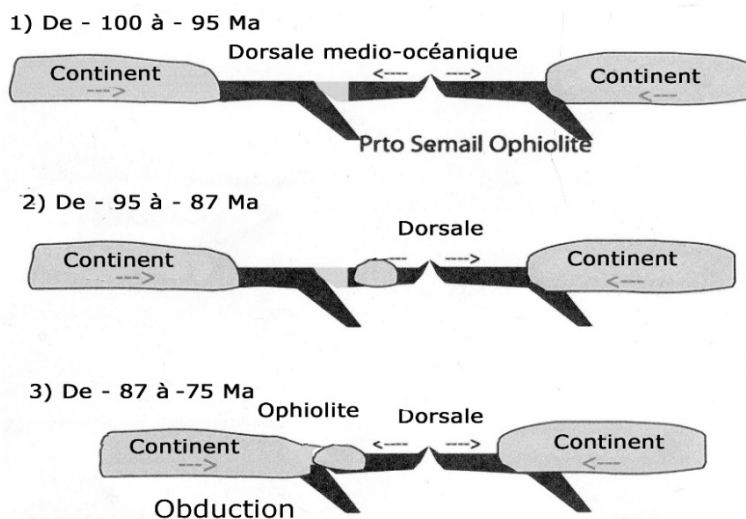 1) De - 100 à - 95 Ma
Dorsale medio-océanique
Continent
<----
---->
Continent
---->
<----
Prto Semail Ophiolite
2) De - 95 à - 87 Ma
Dorsale
Continent
----
---->
Continent
---->
<----
3) De - 87 à -75 Ma
Ophiolite
Dorsale
Continent
<----
---->
Continent
---->
<----
Obduction